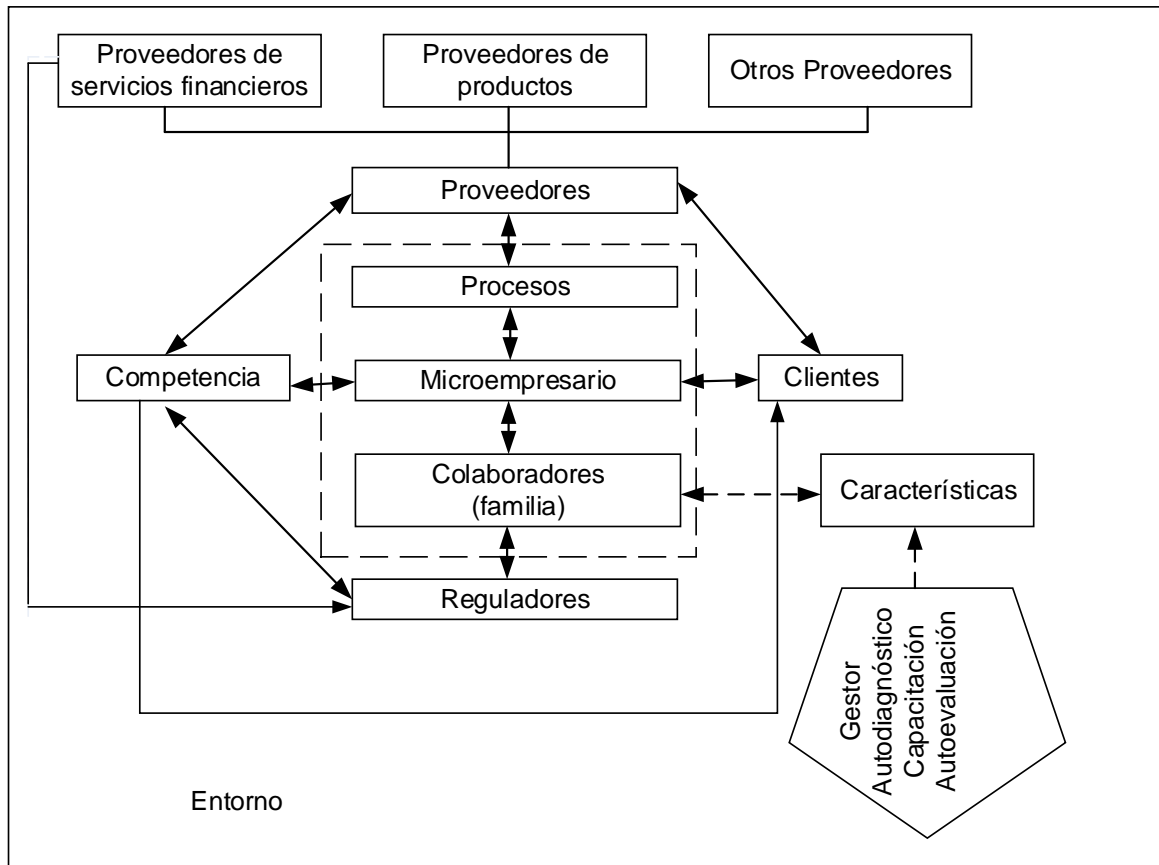 Proveedores de
servicios financieros
Proveedores de
productos
Otros Proveedores
Proveedores
Procesos
Competencia
Microempresario
Clientes
Colaboradores
(familia)
Características
Reguladores
Gestor
Autodiagnóstico
Capacitación
Autoevaluación
Entorno